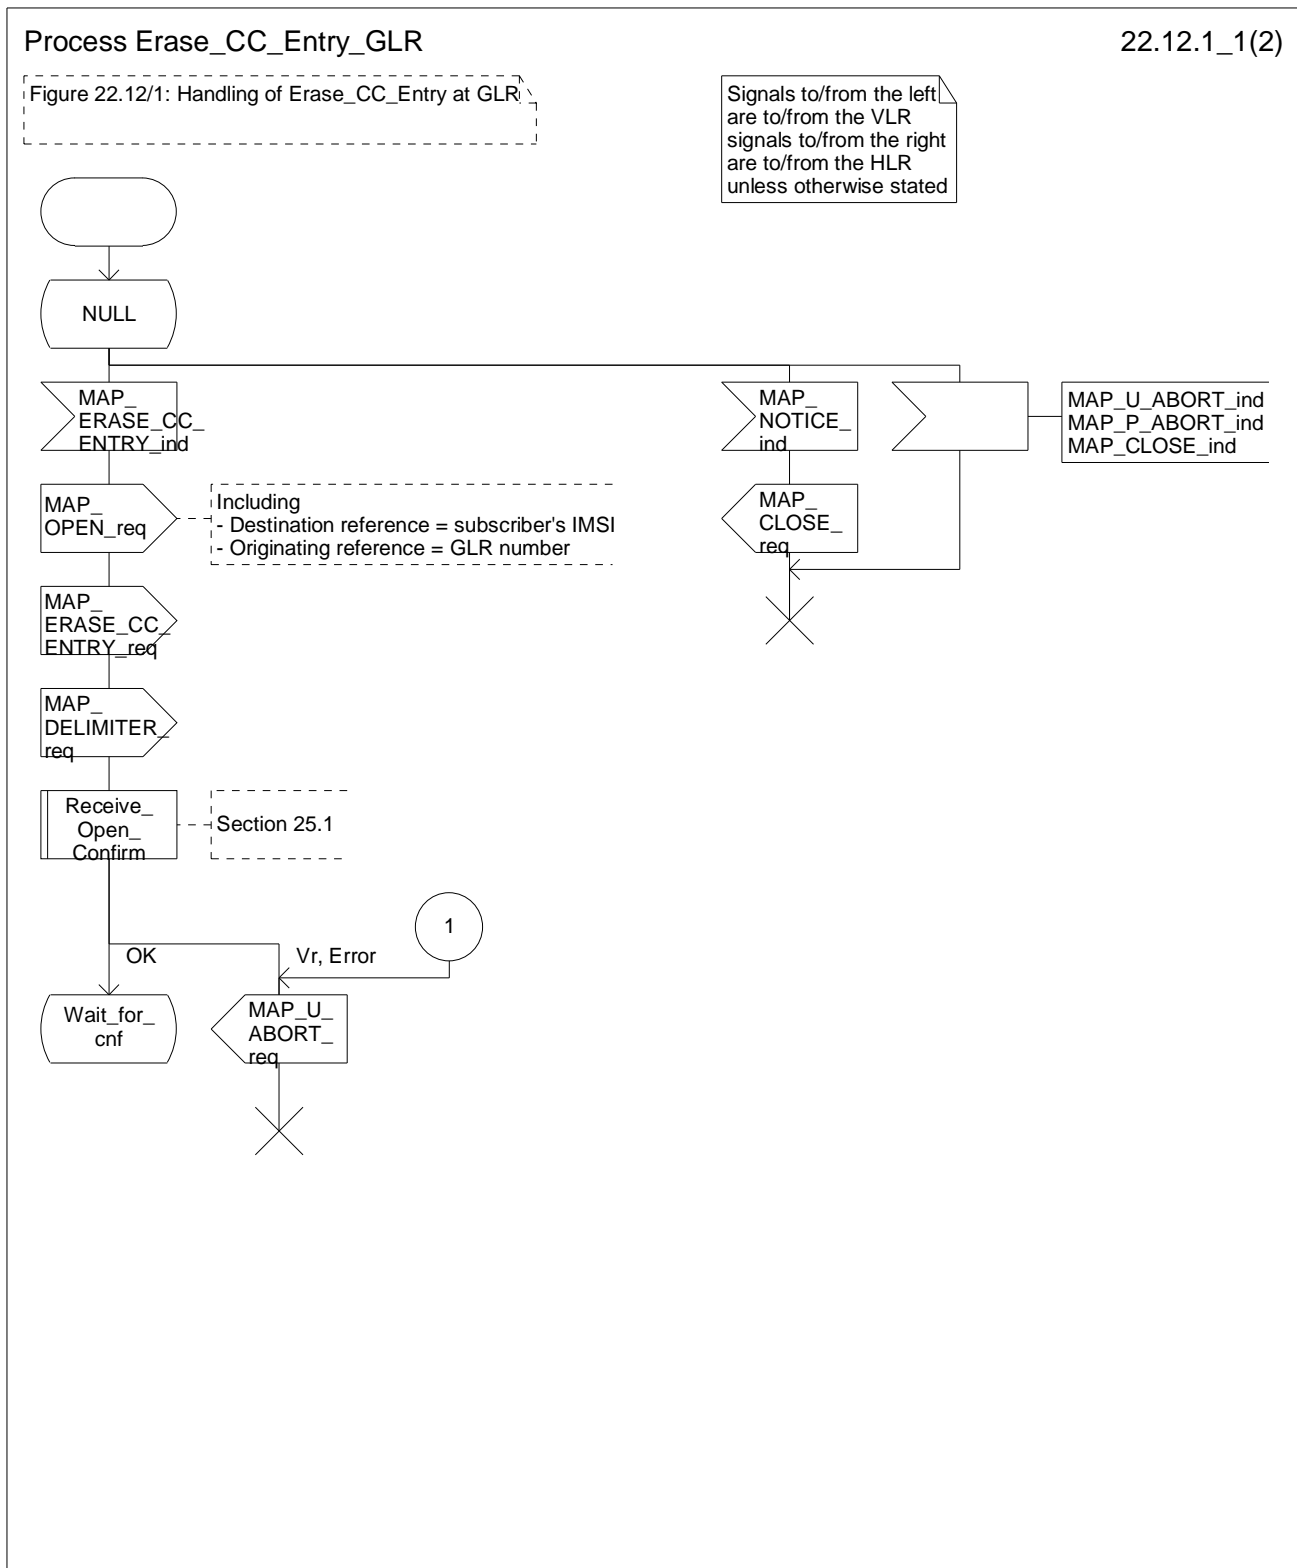 Process Erase_CC_Entry_GLR
22.12.1_1(2)
Figure 22.12/1: Handling of Erase_CC_Entry at GLR
Signals to/from the left
are to/from the VLR
signals to/from the right
are to/from the HLR
unless otherwise stated
NULL
MAP_
ERASE_CC_
ENTRY_ind
MAP_
NOTICE_
ind
MAP_U_ABORT_ind
MAP_P_ABORT_ind
MAP_CLOSE_ind
MAP_
OPEN_req
Including
- Destination reference = subscriber's IMSI
- Originating reference = GLR number
MAP_
CLOSE_
req
MAP_
ERASE_CC_
ENTRY_req
MAP_
DELIMITER_
req
Receive_
Open_
Confirm
Section 25.1
1
OK
Vr, Error
Wait_for_
cnf
MAP_U_
ABORT_
req